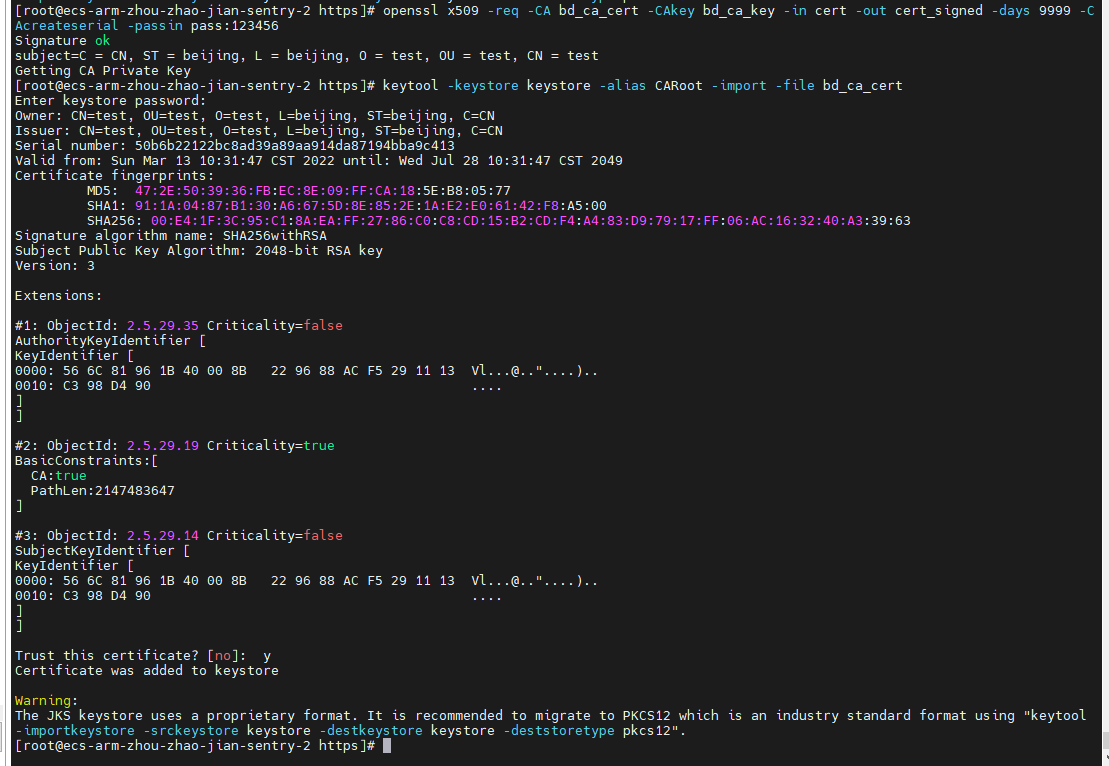 [root@ecs-arm-zhou-zhao-jian-sentry-2 https]# openssl x509 -req -CA bd_ca_cert -CAkey bd_ca_key -in cert -out cert_signed -days 9999 -C
Acreateserial -passin pass:123456
Signature ok
subject=C = CN, ST = beijing, L = beijing, O = test, OU = test, CN = test
Getting CA Private Key
[root@ecs-arm-zhou-zhao-jian-sentry-2 https]# keytool -keystore keystore -alias CARoot -import -file bd_ca_cert
Enter keystore password:
Owner: CN=test, OU=test, O=test, L=beijing, ST=beijing, C=CN
Issuer: CN=test, OU=test, O=test, L=beijing, ST=beijing, C=CN
Serial number: 50b6b22122bc8ad39a89aa914da87194bba9c413
Valid from: Sun Mar 13 10:31:47 CST 2022 until: Wed Jul 28 10:31:47 CST 2049
Certificate fingerprints:
MD5:  47:2E:50:39:36:FB:EC:8E:09:FF:CA:18:5E:B8:05:77
SHA1: 91:1A:04:87:B1:30:A6:67:5D:8E:85:2E:1A:E2:E0:61:42:F8:A5:00
SHA256: 00:E4:1F:3C:95:C1:8A:EA:FF:27:86:C0:C8:CD:15:B2:CD:F4:A4:83:D9:79:17:FF:06:AC:16:32:40:A3:39:63
Signature algorithm name: SHA256withRSA
Subject Public Key Algorithm: 2048-bit RSA key
Version: 3
Extensions:
#1: ObjectId: 2.5.29.35 Criticality=false
AuthorityKeyIdentifier [
KeyIdentifier [
0000: 56 6C 81 96 1B 40 00 8B   22 96 88 AC F5 29 11 13  Vl...@.."....)..
0010: C3 98 D4 90                                        ....
]
]
#2: ObjectId: 2.5.29.19 Criticality=true
BasicConstraints:[
CA:true
PathLen:2147483647
]
#3: ObjectId: 2.5.29.14 Criticality=false
SubjectKeyIdentifier [
KeyIdentifier [
0000: 56 6C 81 96 1B 40 00 8B   22 96 88 AC F5 29 11 13  Vl...@.."....)..
0010: C3 98 D4 90                                        ....
]
]
Trust this certificate? [no]:  y
Certificate was added to keystore
Warning:
The JKS keystore uses a proprietary format. It is recommended to migrate to PKCS12 which is an industry standard format using "keytool
-importkeystore -srckeystore keystore -destkeystore keystore -deststoretype pkcs12".
[root@ecs-arm-zhou-zhao-jian-sentry-2 https]#